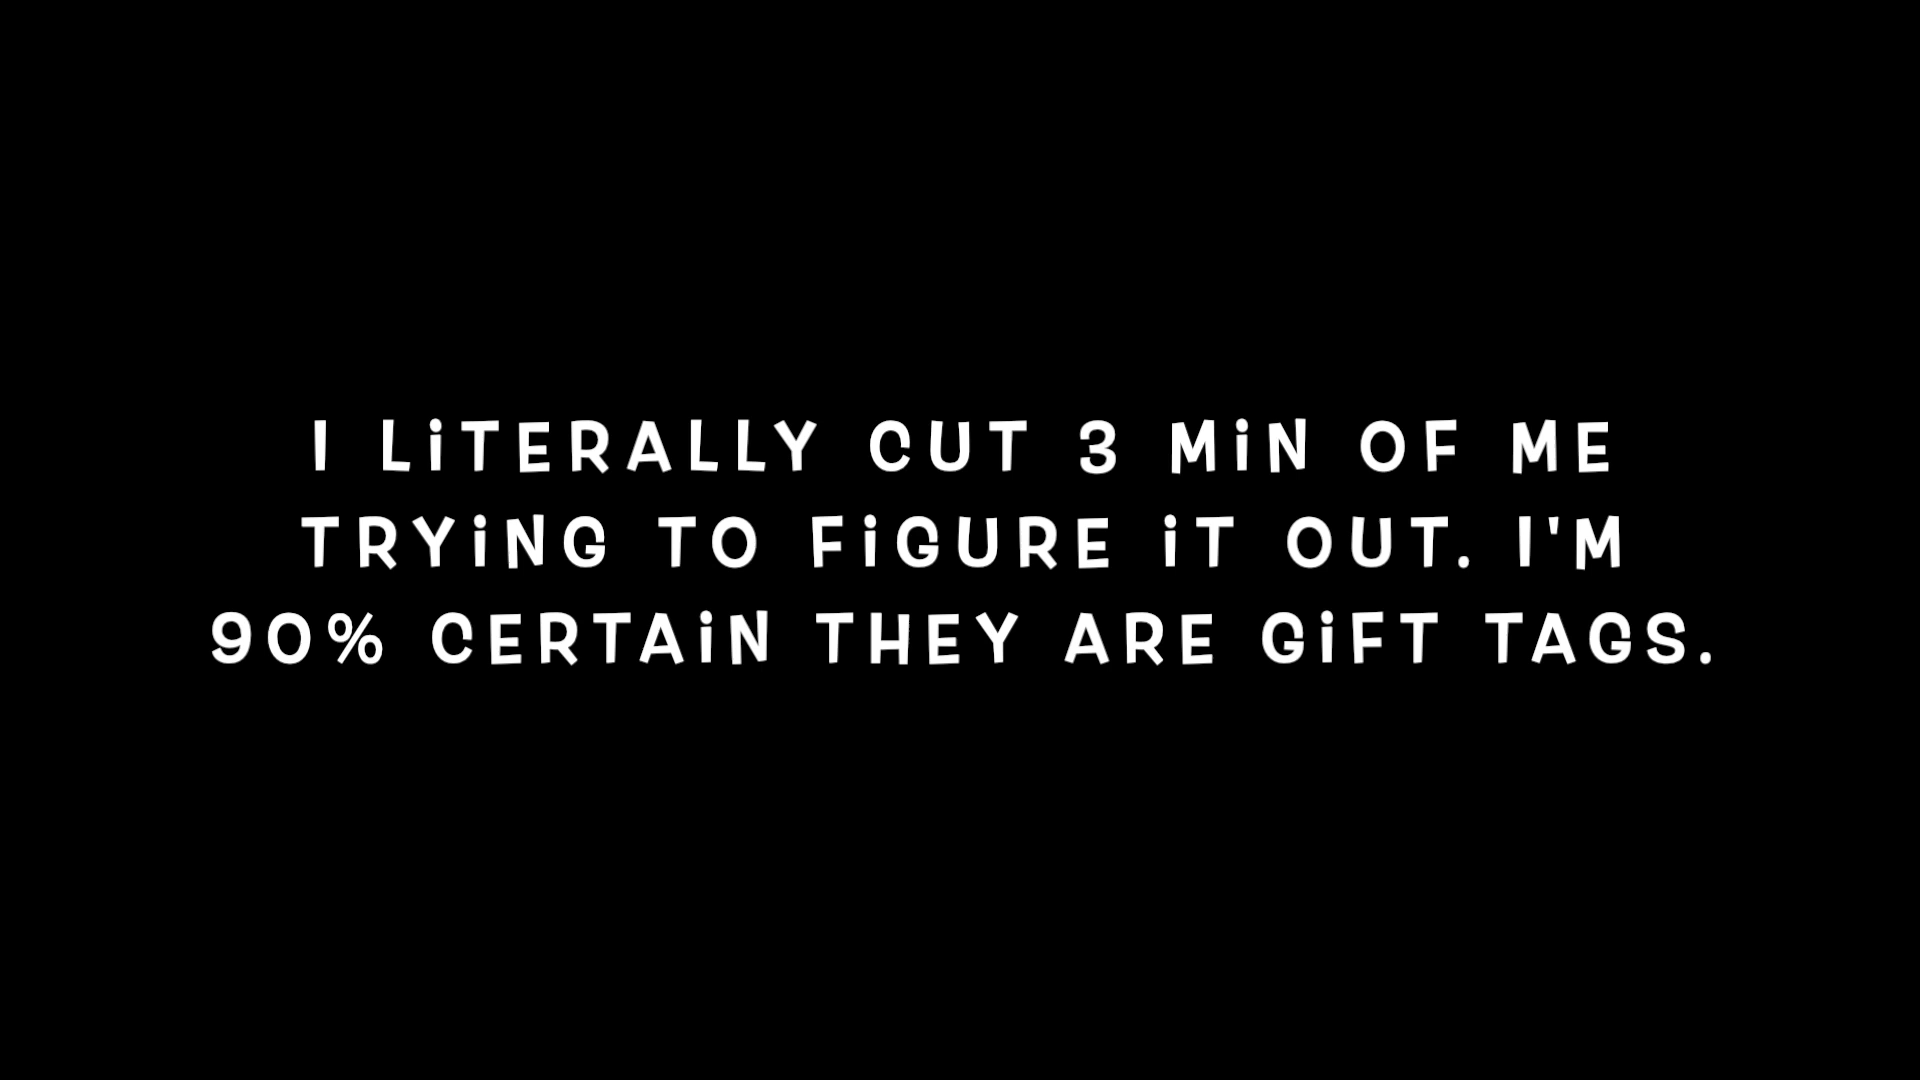 I LiTERALLY CUT 3 MiN OF ME
TRYiNG TO FiGURE iT OUT. I'M
90% CERTAiN THEY ARE GiFT TAGS.